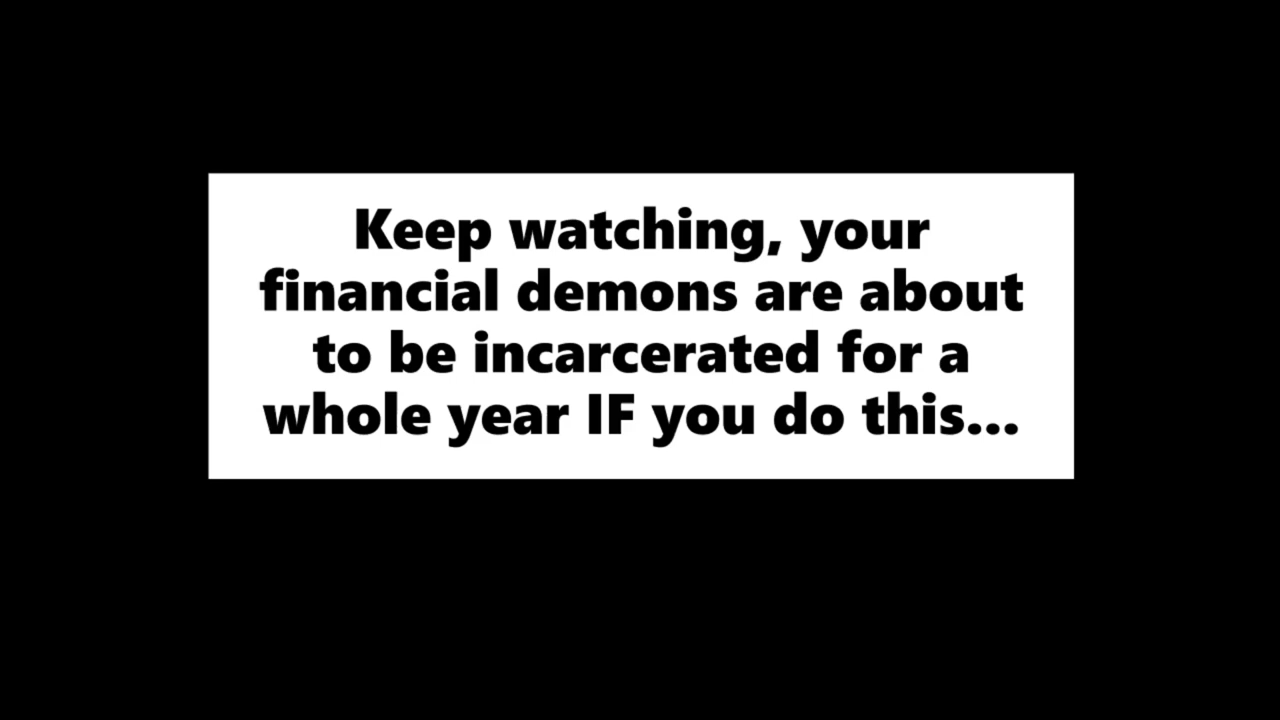 Keep watching, your
financial demons are about
to be incarcerated for a
whole year IF you do this...